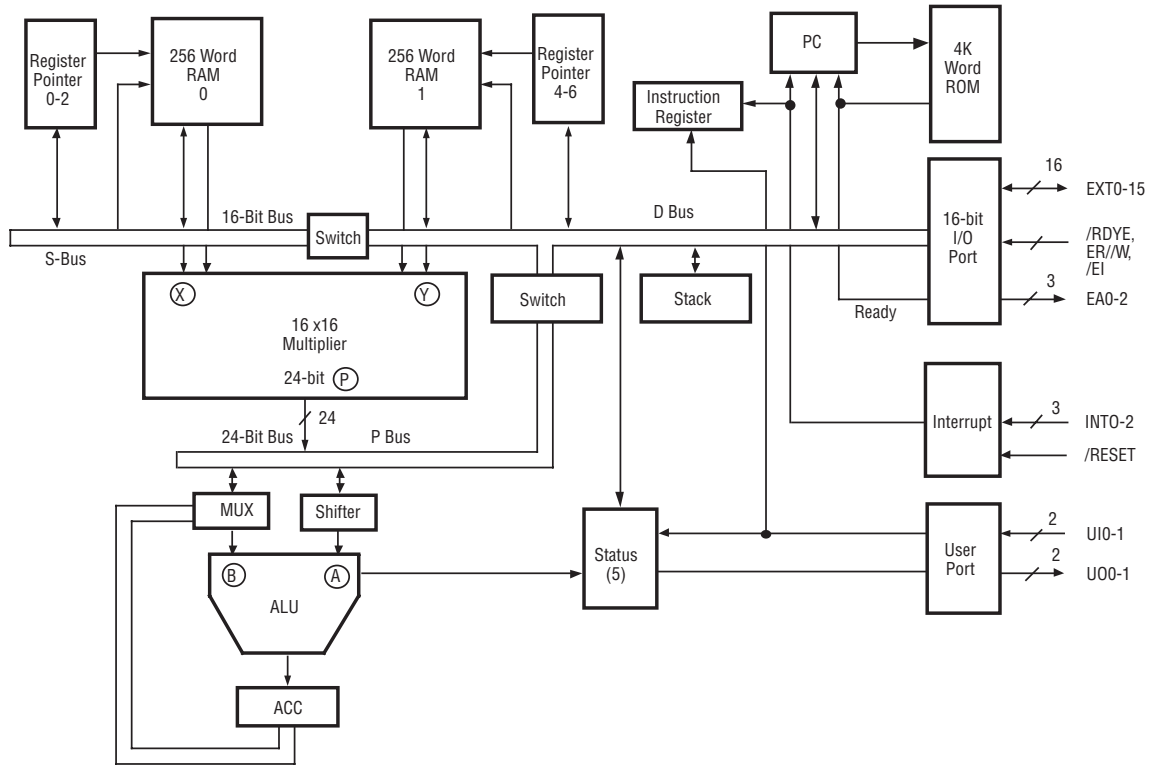 Register
Pointer
0-2
256 Word
RAM
0
256 Word
RAM
1
Register
Pointer
4-6
PC
4K
Word
ROM
Instruction
Register
16-Bit Bus
Switch
S-Bus
D Bus
16-bit
I/O
Port
16
EXT0-15
/RDYE,
ER//W,
/EI
3
EA0-2
Ready
X
Y
16 x16
Multiplier
24-bit
P
Switch
Stack
24
24-Bit Bus
P Bus
Interrupt
3
INTO-2
/RESET
MUX
Shifter
B
A
ALU
ACC
Status
(5)
User
Port
2
UI0-1
2
UO0-1